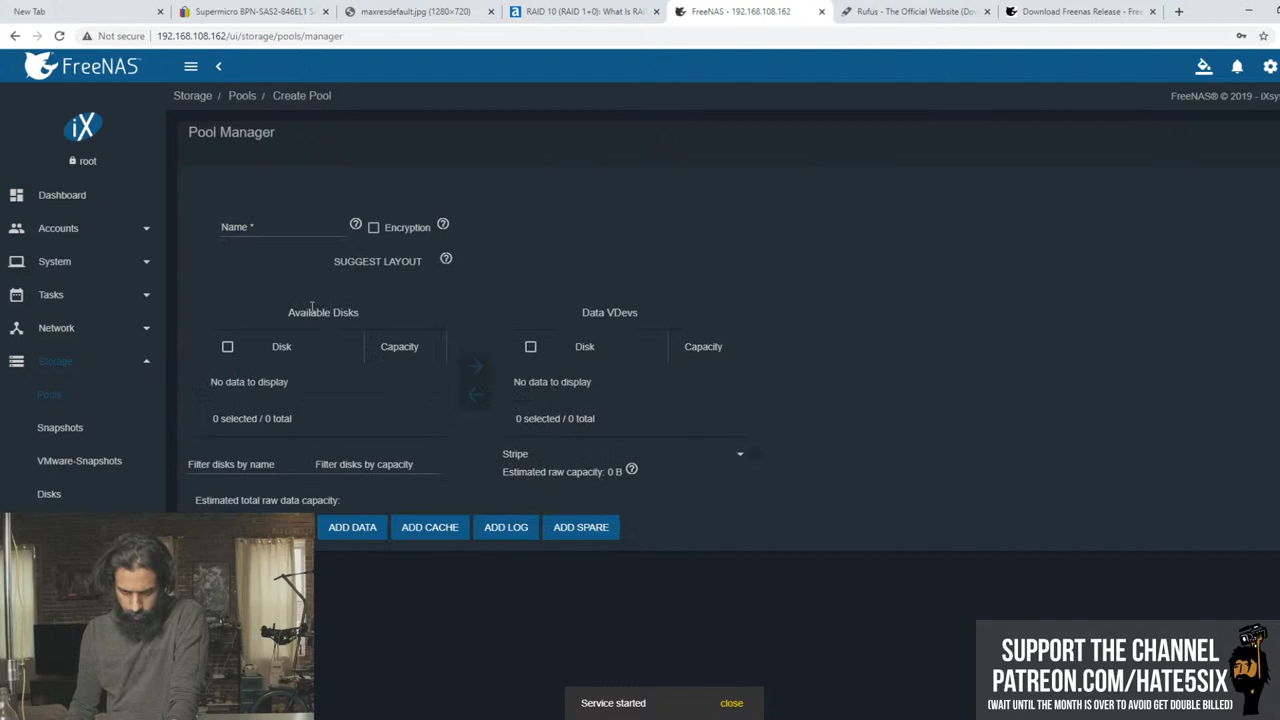 New Tab
Supermicro BPN-SAS2-846EL1 S
maxresdefault.jpg (1280×720)
RAID 10 (RAID 1+0): What Is RAI
FreeNAS - 192.168.108.162
Rufus - The Official Website (Do
Download Freenas Release - Fre
Not secure
192.168.108.162/ui/storage/pools/manager
FreeNAS
Storage / Pools / Create Pool
FreeNAS® © 2019 - iXsy
iX
root
Pool Manager
Dashboard
Accounts
System
Tasks
Network
Storage
Pools
Snapshots
VMware-Snapshots
Disks
Name *
Encryption
SUGGEST LAYOUT
Available Disks
Data VDevs
Disk
Capacity
Disk
Capacity
No data to display
No data to display
0 selected / 0 total
0 selected / 0 total
Filter disks by name
Filter disks by capacity
Stripe
Estimated raw capacity: 0 B
Estimated total raw data capacity:
ADD DATA
ADD CACHE
ADD LOG
ADD SPARE
Service started
close
SUPPORT THE CHANNEL
PATREON.COM/HATE5SIX
(WAIT UNTIL THE MONTH IS OVER TO AVOID GET DOUBLE BILLED)